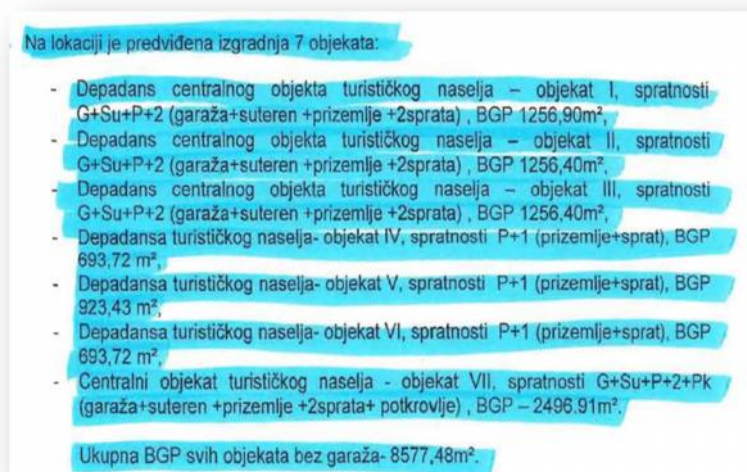 Na lokaciji je predviđena izgradnja 7 objekata:
- Depadans centralnog objekta turističkog naselja – objekat I, spratnosti
G+Su+P+2 (garaža+suteren +prizemlje +2sprata) , BGP 1256,90m²,
- Depadans centralnog objekta turističkog naselja – objekat II, spratnosti
G+Su+P+2 (garaža+suteren +prizemlje +2sprata) , BGP 1256,40m²,
- Depadans centralnog objekta turističkog naselja – objekat III, spratnosti
G+Su+P+2 (garaža+suteren +prizemlje +2sprata) , BGP 1256,40m²,
- Depadansa turističkog naselja- objekat IV, spratnosti P+1 (prizemlje+sprat), BGP
693,72 m²,
- Depadansa turističkog naselja- objekat V, spratnosti P+1 (prizemlje+sprat), BGP
923,43 m²,
- Depadansa turističkog naselja- objekat VI, spratnosti P+1 (prizemlje+sprat), BGP
693,72 m²,
- Centralni objekat turističkog naselja - objekat VII, spratnosti G+Su+P+2+Pk
(garaža+suteren +prizemlje +2sprata+ potkrovlje) , BGP – 2496.91m².
Ukupna BGP svih objekata bez garaža- 8577,48m².